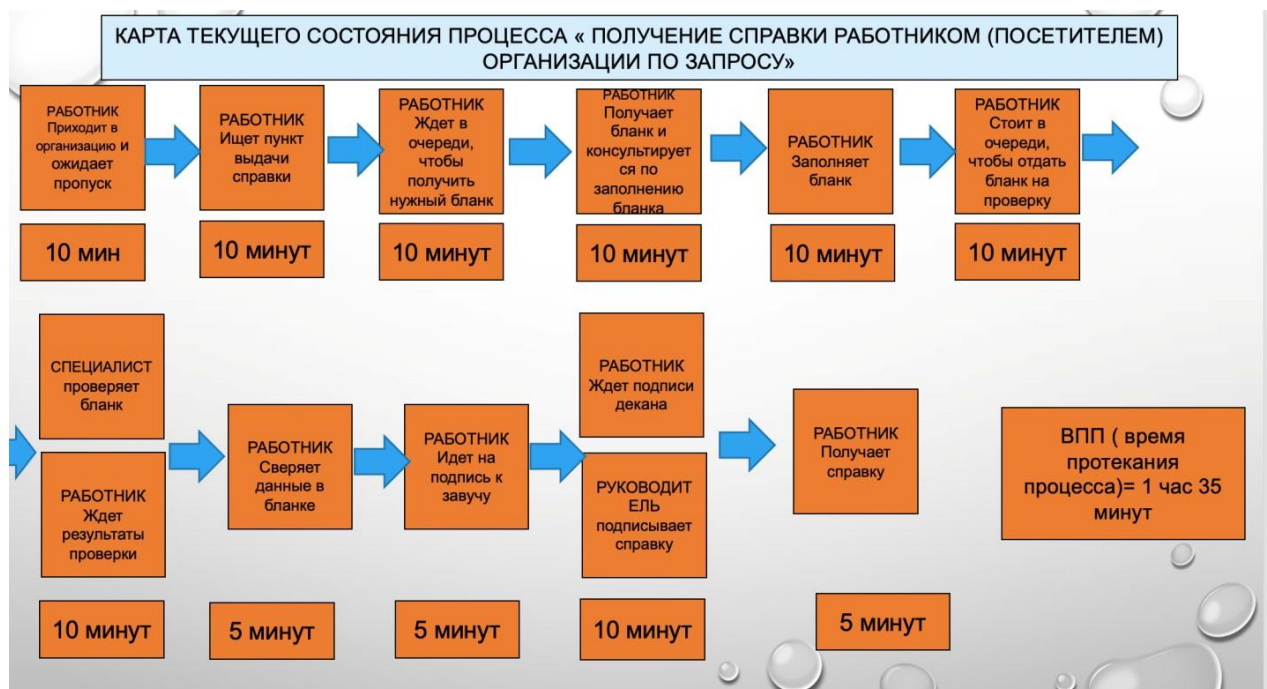 КАРТА ТЕКУЩЕГО СОСТОЯНИЯ ПРОЦЕССА « ПОЛУЧЕНИЕ СПРАВКИ РАБОТНИКОМ (ПОСЕТИТЕЛЕМ)
ОРГАНИЗАЦИИ ПО ЗАПРОСУ»
РАБОТНИК
Приходит в
организацию и
ожидает
пропуск
10 мин
РАБОТНИК
Ищет пункт
выдачи
справки
10 минут
РАБОТНИК
Ждет в
очереди,
чтобы
получить
нужный бланк
10 минут
РАБОТНИК
Получает
бланк и
консультирует
ся по
заполнению
бланка
10 минут
РАБОТНИК
Заполняет
бланк
10 минут
РАБОТНИК
Стоит в
очереди,
чтобы отдать
бланк на
проверку
10 минут
СПЕЦИАЛИСТ
проверяет
бланк
РАБОТНИК
Ждет
результаты
проверки
10 минут
РАБОТНИК
Сверяет
данные в
бланке
5 минут
РАБОТНИК
Идет на
подпись к
завучу
5 минут
РАБОТНИК
Ждет подписи
декана
РУКОВОДИТ
ЕЛЬ
подписывает
справку
10 минут
РАБОТНИК
Получает
справку
5 минут
ВПП ( время
протекания
процесса)= 1 час 35
минут